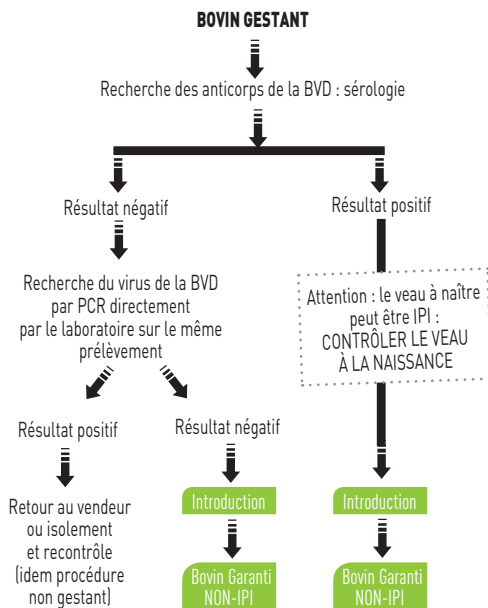 BOVIN GESTANT
Recherche des anticorps de la BVD : sérologie
Résultat négatif
Résultat positif
Recherche du virus de la BVD
par PCR directement
par le laboratoire sur le même
prélèvement
Attention : le veau à naître
peut être IPI :
CONTRÔLER LE VEAU
À LA NAISSANCE
Résultat positif
Résultat négatif
Retour au vendeur
ou isolement
et recontrôle
(idem procédure
non gestant)
Introduction
Introduction
Bovin Garanti
NON-IPI
Bovin Garanti
NON-IPI